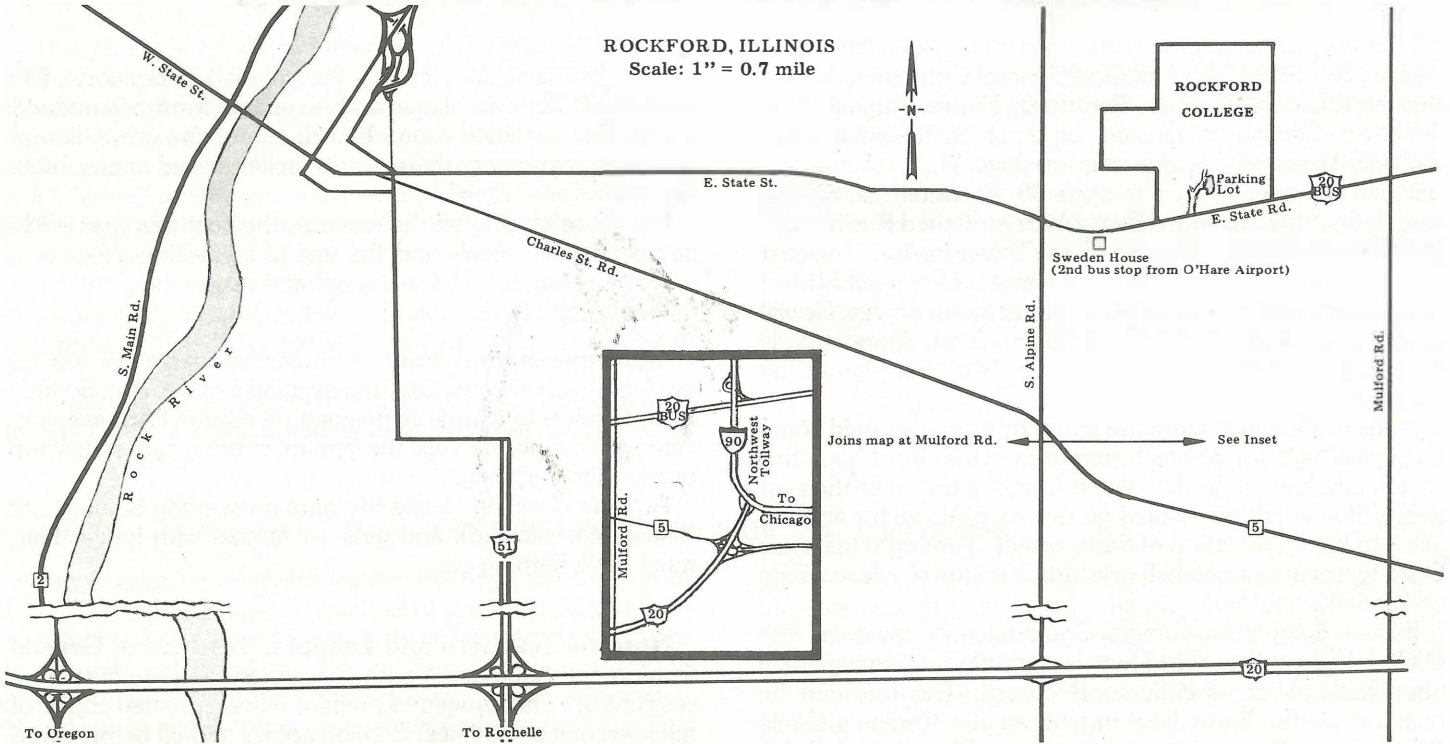 ROCKFORD, ILLINOIS
Scale: 1” = 0.7 mile
W. State St.
N
ROCKFORD
COLLEGE
Parking
Lot
20
BUS
E. State St.
E. State Rd.
Charles St. Rd.
Sweden House
(2nd bus stop from O'Hare Airport)
S. Main Rd.
Rock River
S. Alpine Rd.
Mulford Rd.
20
BUS
90
Northwest
Tollway
Joins map at Mulford Rd.
See Inset
To
Chicago
Mulford Rd.
5
5
51
2
20
20
To Oregon
To Rochelle